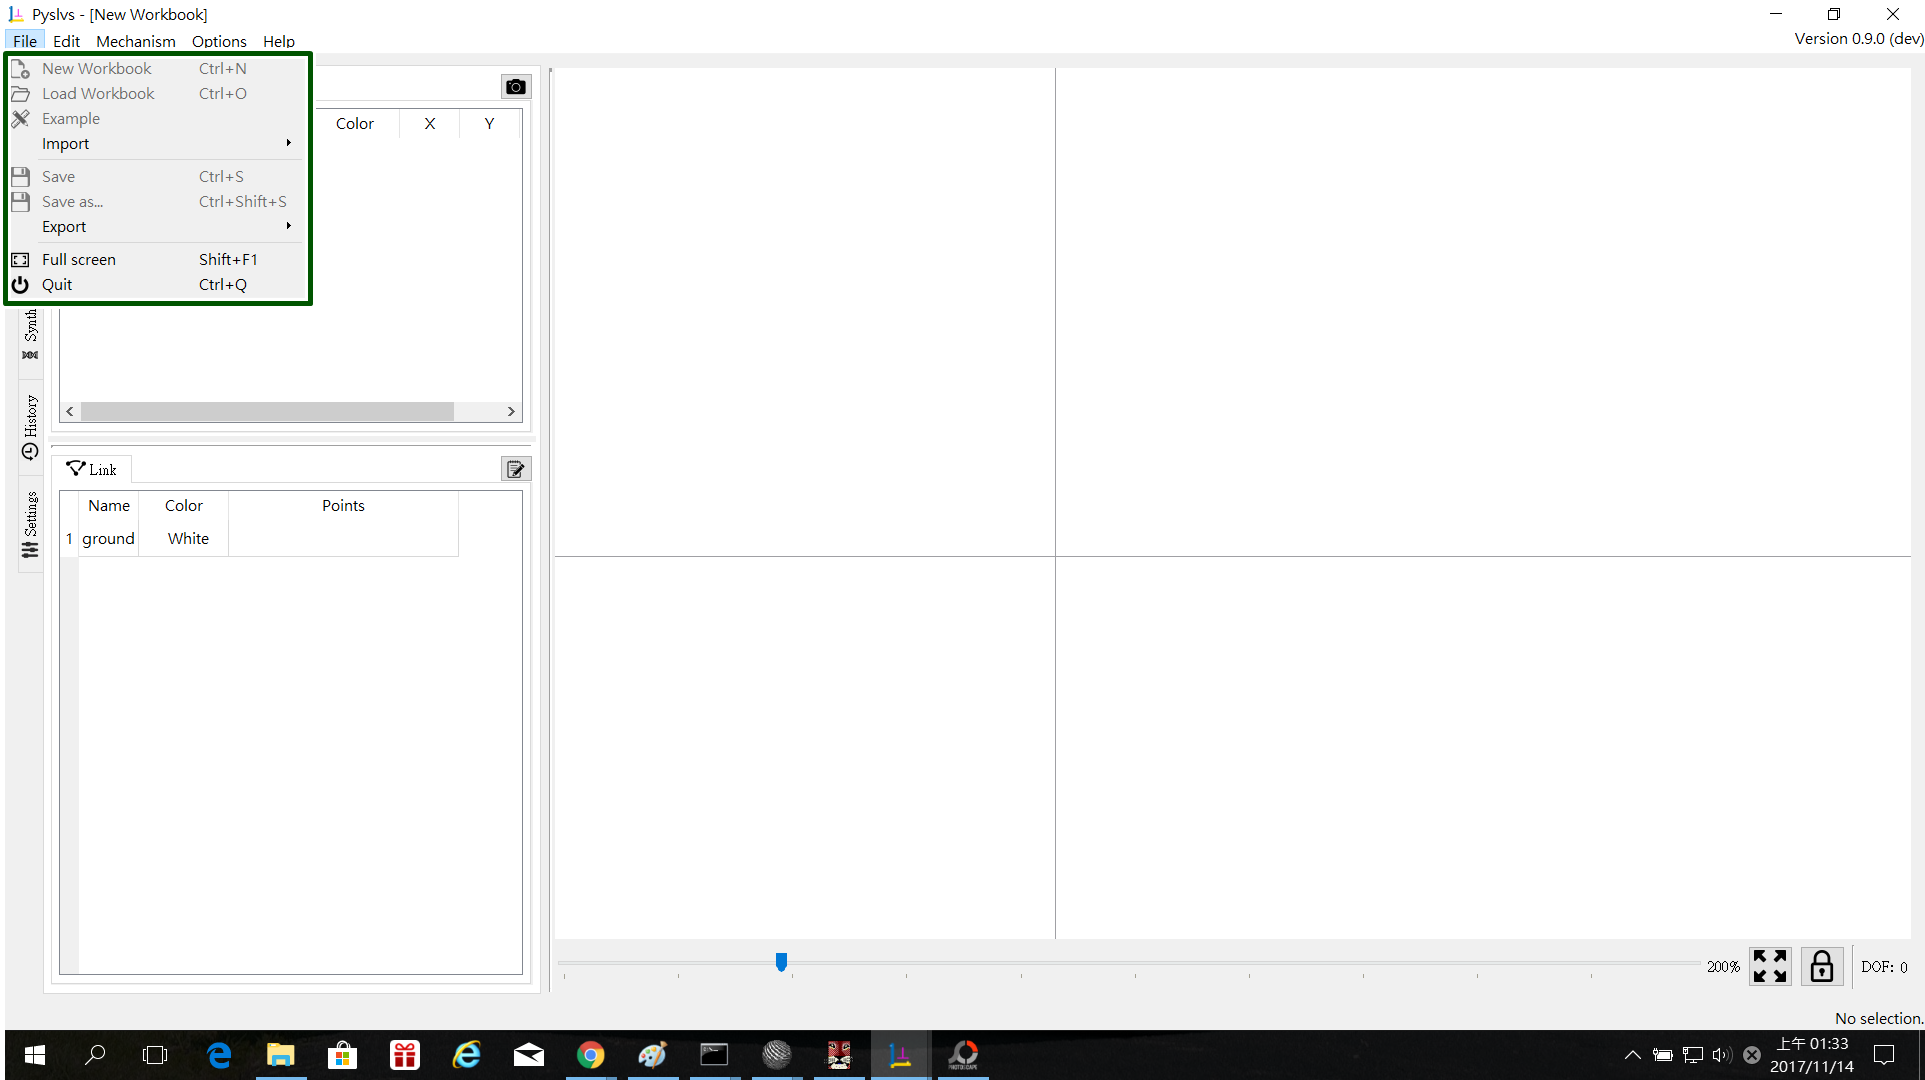 Pyslvs - [New Workbook]
File Edit Mechanism Options Help
Version 0.9.0 (dev)
New Workbook Ctrl+N
Load Workbook Ctrl+O
Example
Import
Save Ctrl+S
Save as... Ctrl+Shift+S
Export
Full screen Shift+F1
Quit Ctrl+Q
Color X Y
Synth
History
Settings
Link
Name Color Points
1 ground White
200%
DOF: 0
No selection.
上午 01:33
2017/11/14
PHOTOSCAPE